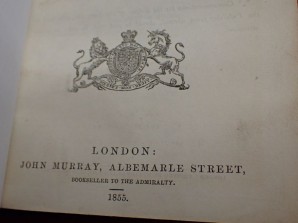 LONDON:
JOHN MURRAY, ALBEMARLE STREET,
BOOKSELLER TO THE ADMIRALTY.
1855.